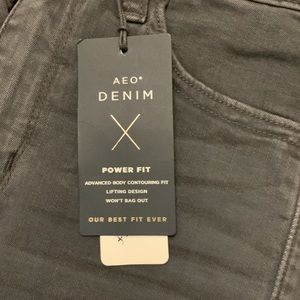 AEO®
DENIM
X
POWER FIT
ADVANCED BODY CONTOURING FIT
LIFTING DESIGN
WON'T BAG OUT
OUR BEST FIT EVER